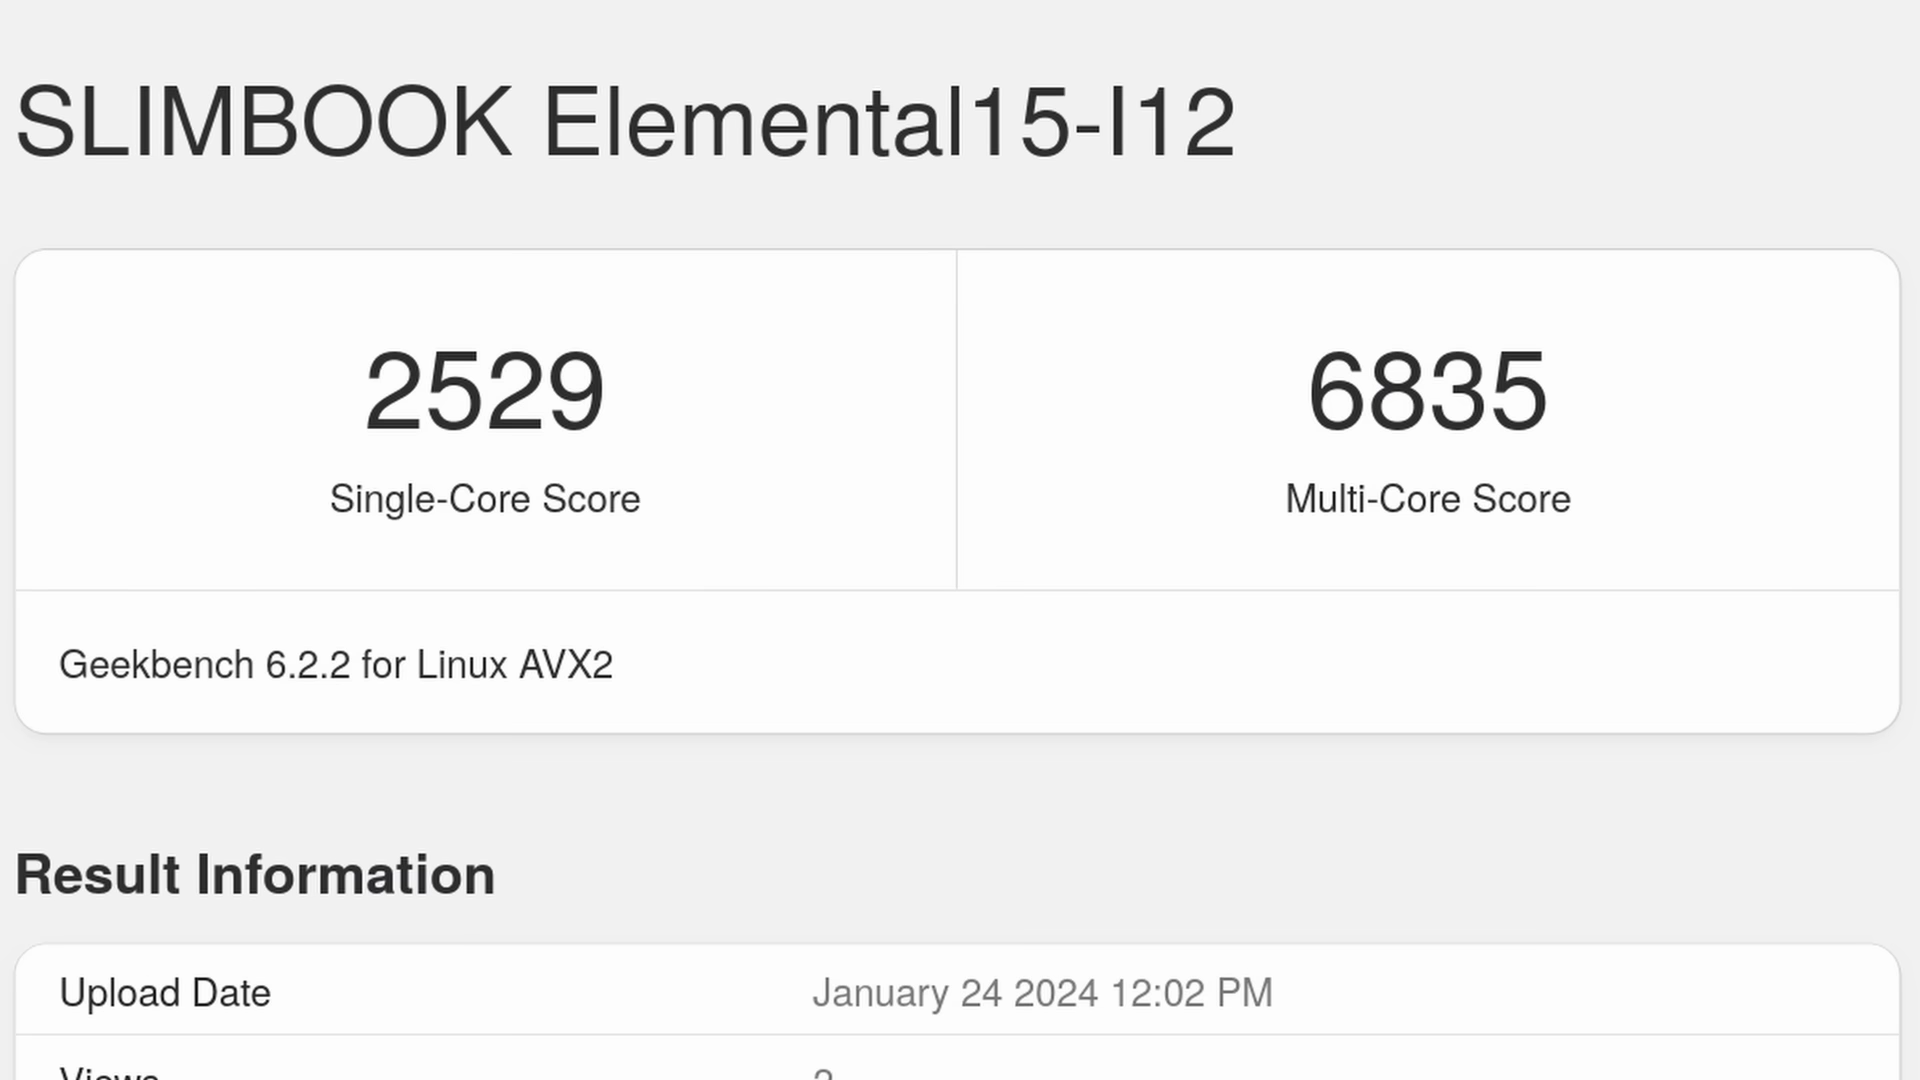 SLIMBOOK Elemental15-I12
2529
6835
Single-Core Score
Multi-Core Score
Geekbench 6.2.2 for Linux AVX2
Result Information
Upload Date January 24 2024 12:02 PM
Views